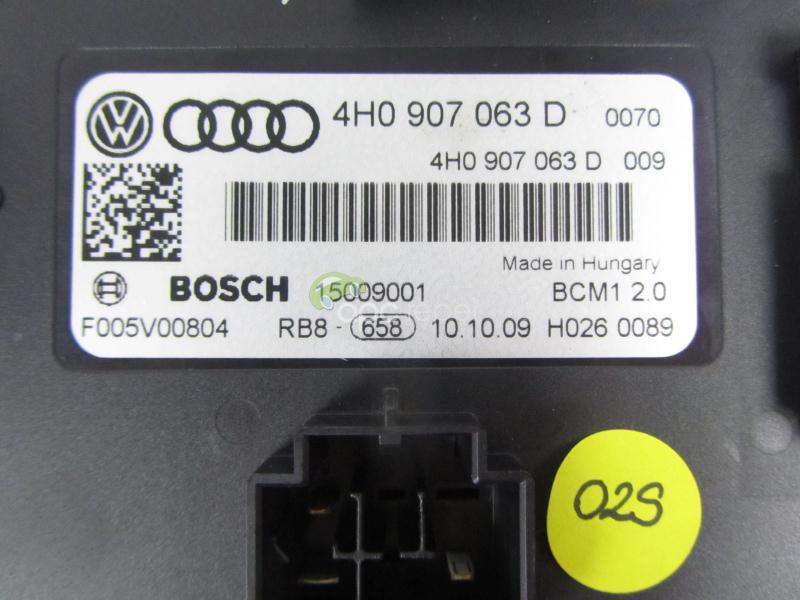 4H0 907 063 D 0070
4H0 907 063 D 009
Made in Hungary
BOSCH 15009001 BCM1 2.0
F005V00804 RB8 - 658 10.10.09 H026 0089
02S